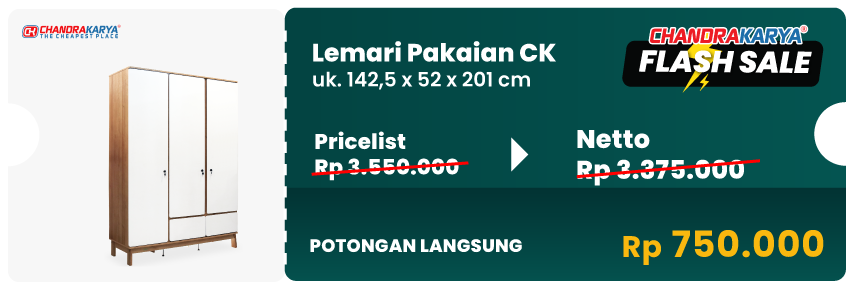 CHANDRAKARYA®
THE CHEAPEST PLACE
Lemari Pakaian CK
uk. 142,5 x 52 x 201 cm
CHANDRAKARYA®
FLASH SALE
Pricelist
Rp 3.550.000
Netto
Rp 3.375.000
POTONGAN LANGSUNG
Rp 750.000